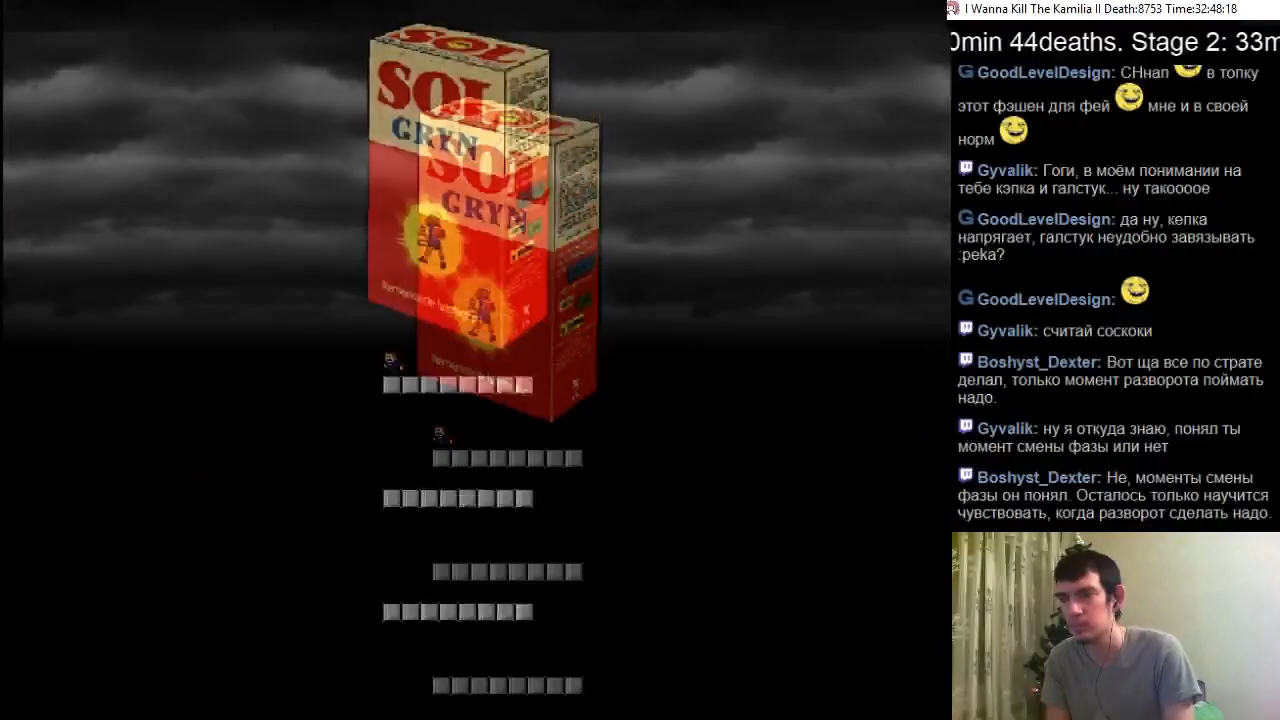 I Wanna Kill The Kamilia II Death:8753 Time:32:48:18
0min 44deaths. Stage 2: 33m
GoodLevelDesign: CHнап в топку
этот фэшен для фей мне и в своей
норм
Gyvalik: Гоги, в моём понимании на
тебе кэпка и галстук... ну такоооое
GoodLevelDesign: да ну, кепка
напрягает, галстук неудобно завязывать
:peka?
GoodLevelDesign:
Gyvalik: считай соскоки
Boshyst_Dexter: Вот ща все по страте
делал, только момент разворота поймать
надо.
Gyvalik: ну я откуда знаю, понял ты
момент смены фазы или нет
Boshyst_Dexter: Не, моменты смены
фазы он понял. Осталось только научится
чувствовать, когда разворот сделать надо.
SOL
SOL
GRYN
SOL
GRYN